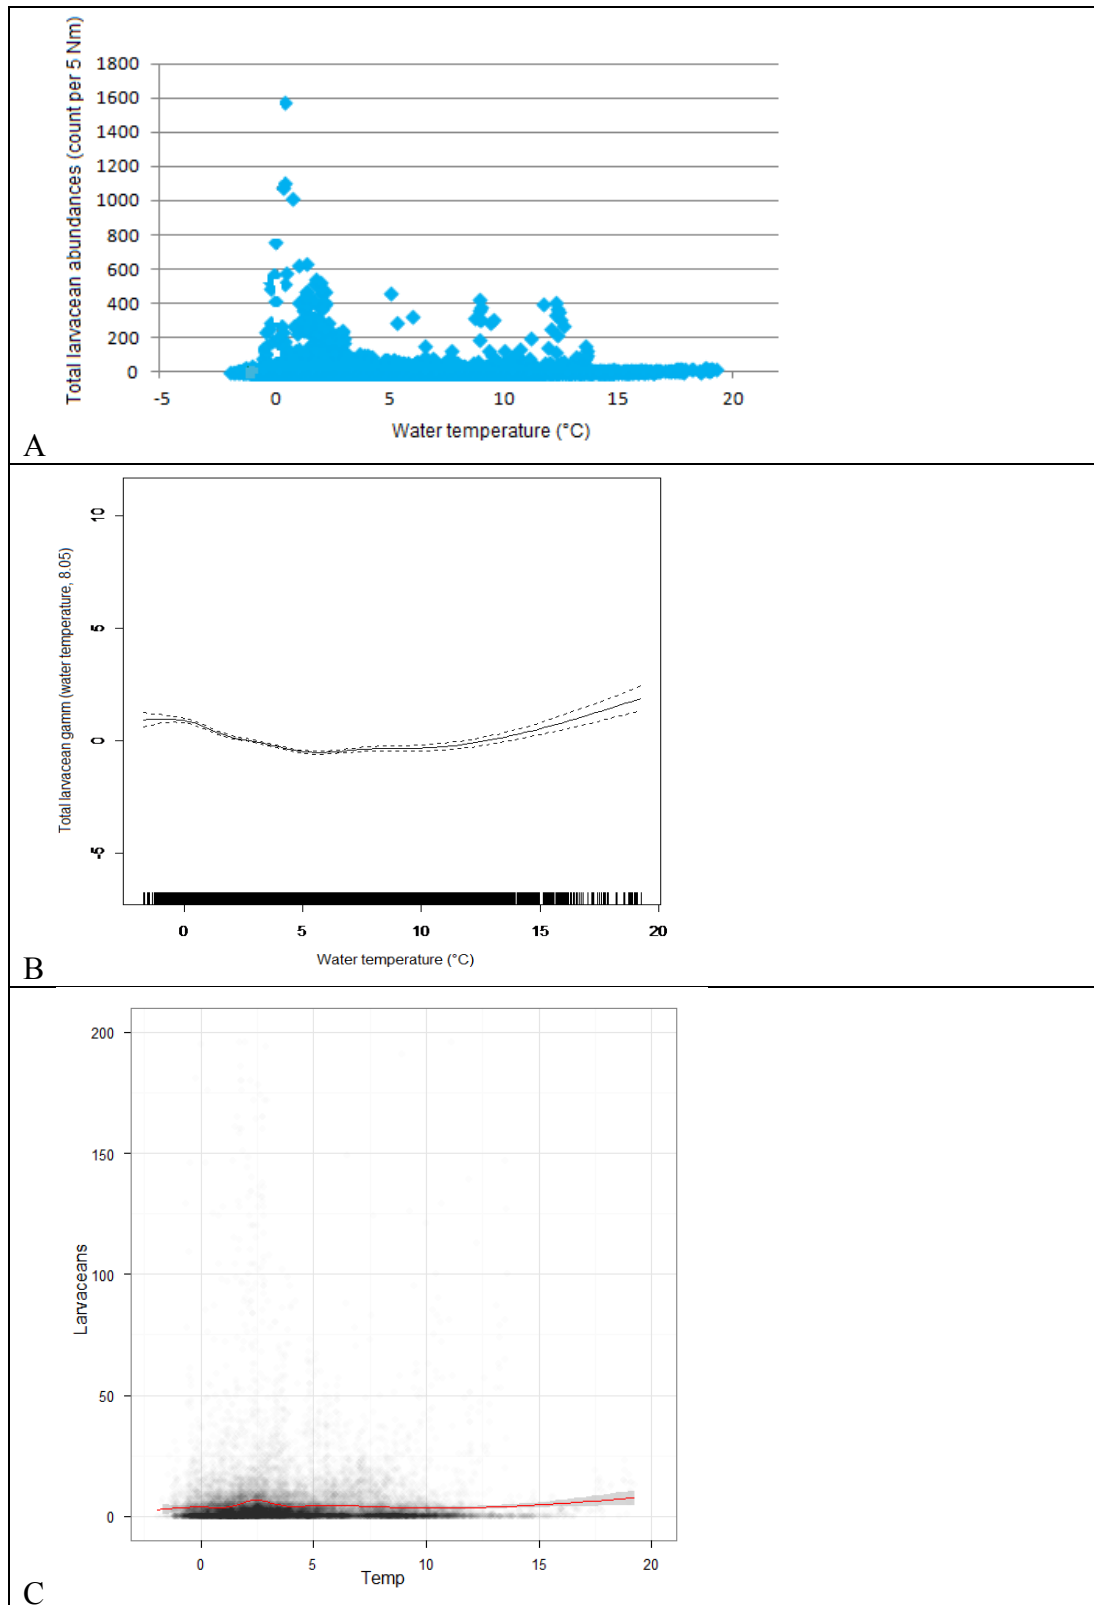 Total larvacean abundances (count per 5 Nm)
1800
1600
1400
1200
1000
800
600
400
200
0
-5 0 5 10 15 20
Water temperature (°C)
A
Total larvacean gamm (water temperature, 8.05)
10
5
0
-5
0 5 10 15 20
Water temperature (°C)
B
Larvaceans
200
150
100
50
0
0 5 10 15 20
Temp
C